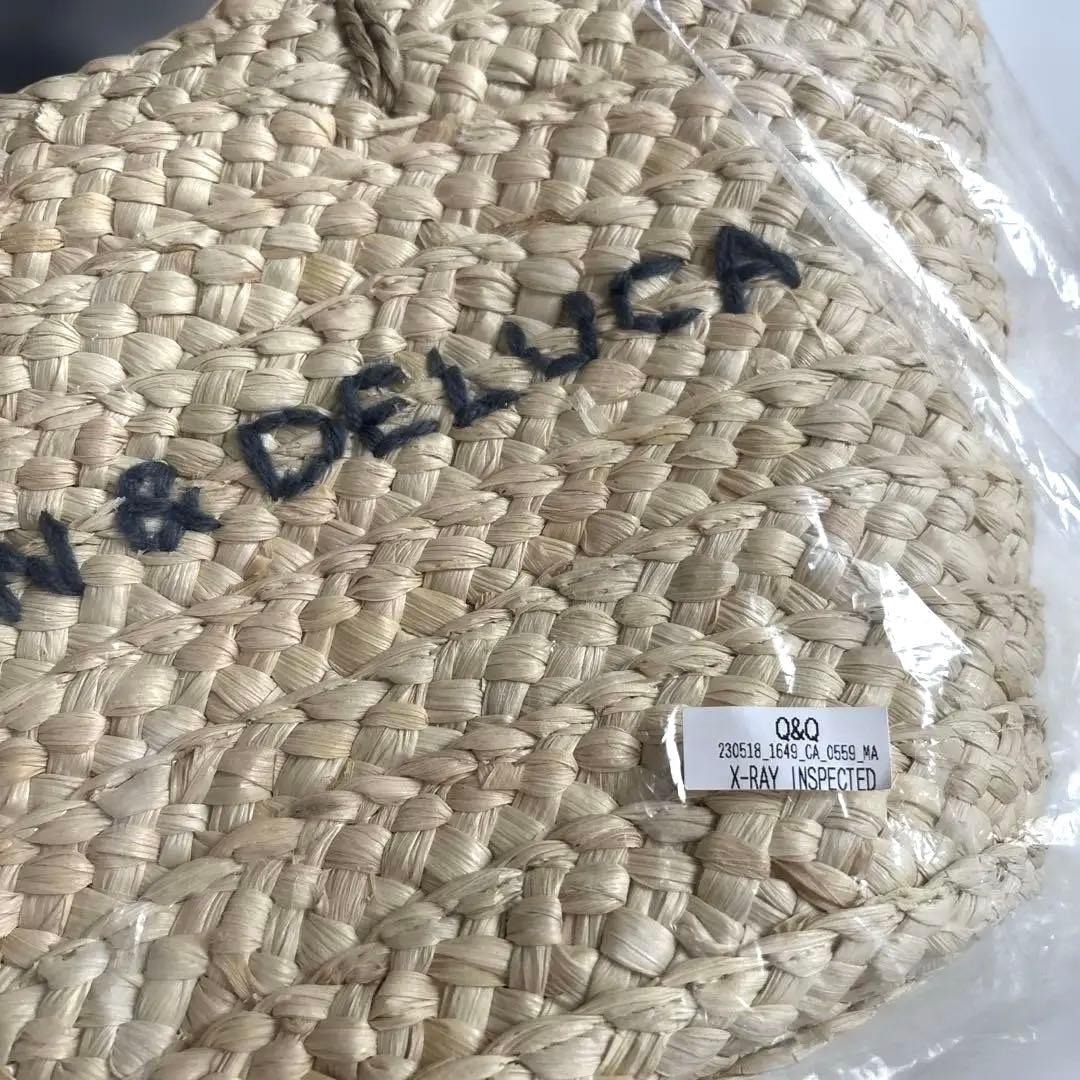 N & DELUCA
Q&Q
230518_1649_CA_0559_MA
X-RAY INSPECTED